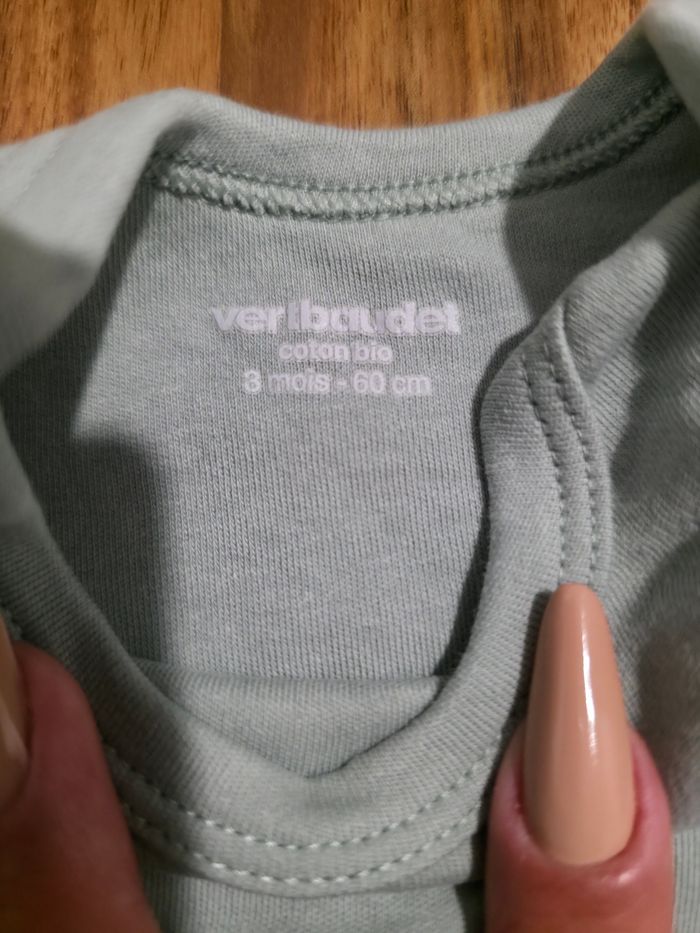 vertbaudet
coton bio
3 mois - 60 cm